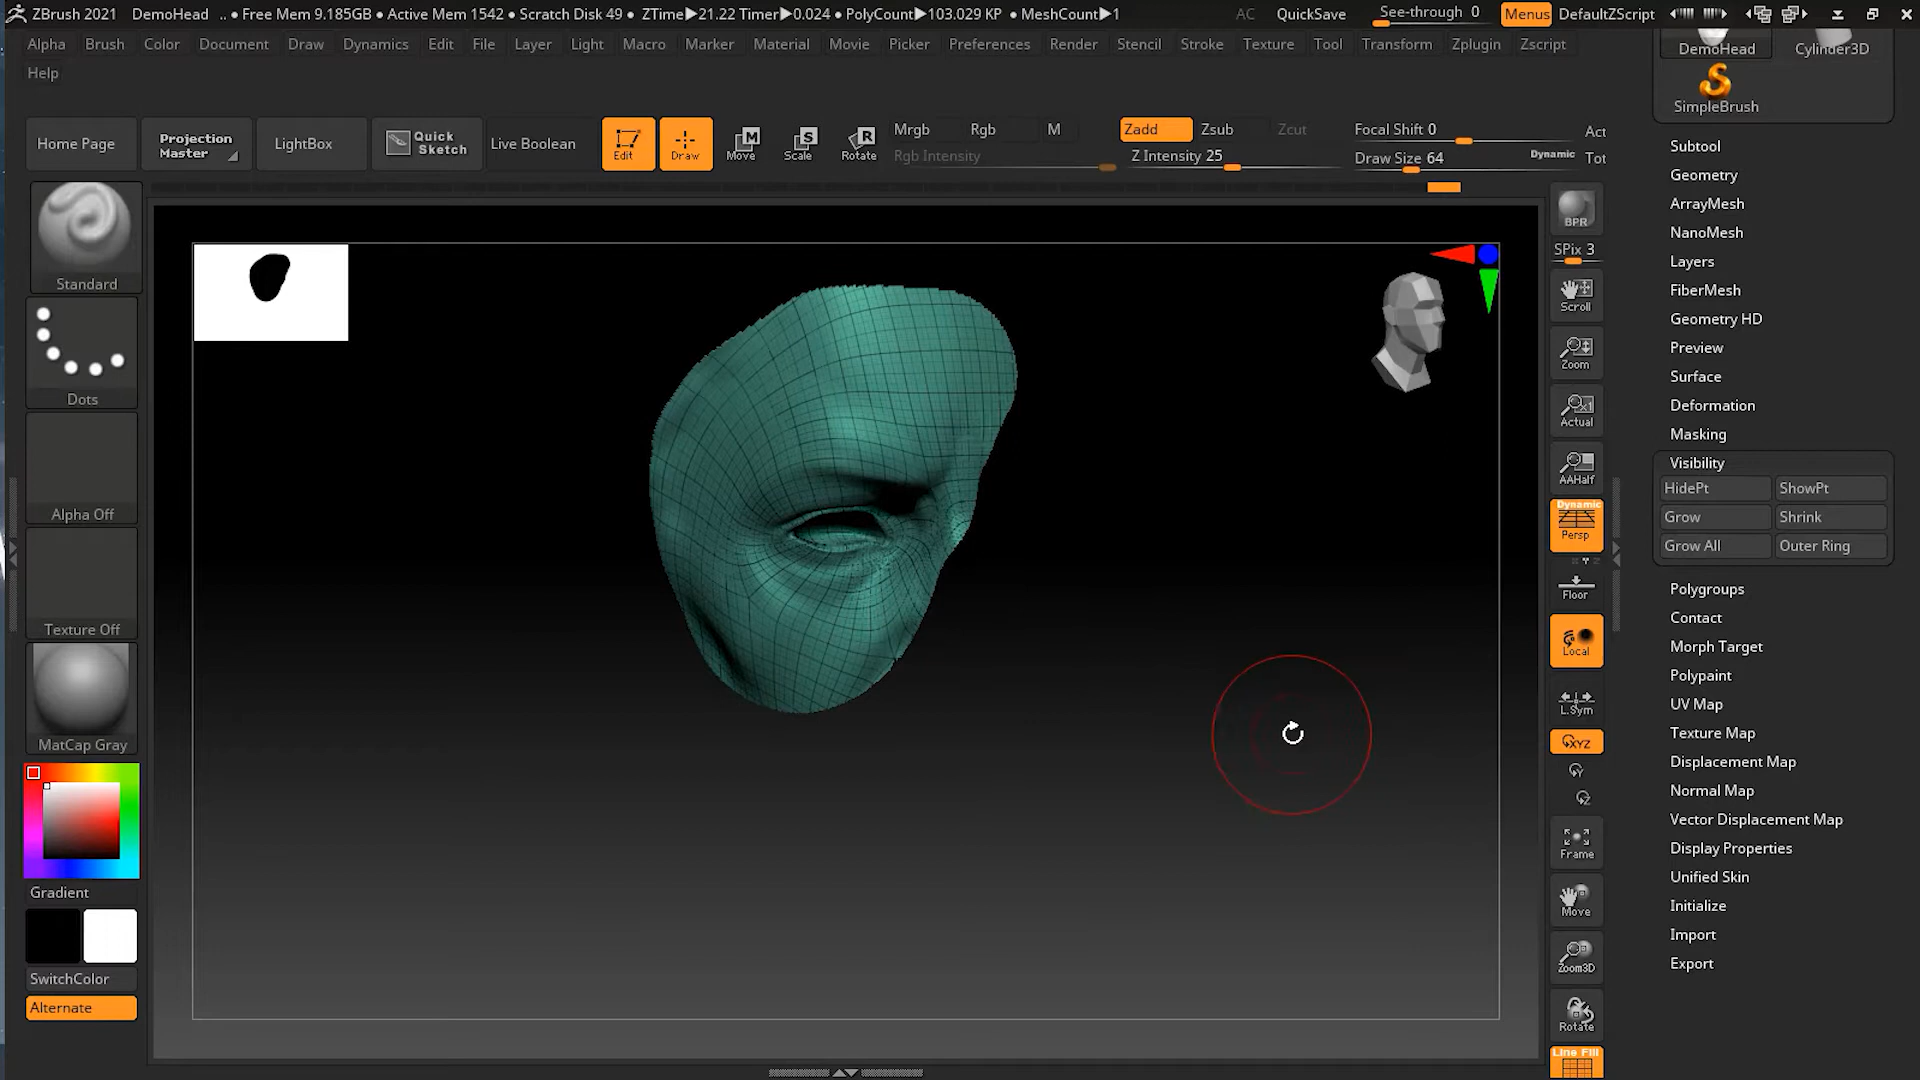 ZBrush 2021 DemoHead .. • Free Mem 9.185GB • Active Mem 1542 • Scratch Disk 49 • ZTime▶21.22 Timer▶0.024 • PolyCount▶103.029 KP • MeshCount▶1 AC QuickSave See-through 0 Menus DefaultZScript
Alpha Brush Color Document Draw Dynamics Edit File Layer Light Macro Marker Material Movie Picker Preferences Render Stencil Stroke Texture Tool Transform Zplugin Zscript
Help
DemoHead Cylinder3D
SimpleBrush
Home Page
Projection
Master
LightBox
Quick
Sketch
Live Boolean
Edit
Draw
Move
Scale
Rotate
Mrgb Rgb M
Rgb Intensity
Zadd Zsub Zcut
Z Intensity 25
Focal Shift 0
Draw Size 64
Dynamic
Act
Tot
Standard
Dots
Alpha Off
Texture Off
MatCap Gray
Gradient
SwitchColor
Alternate
BPR
SPix 3
Scroll
Zoom
Actual
AAHalf
Dynamic
Persp
Floor
Local
L.Sym
XYZ
Y
Z
Frame
Move
Zoom3D
Rotate
Line Fill
Subtool
Geometry
ArrayMesh
NanoMesh
Layers
FiberMesh
Geometry HD
Preview
Surface
Deformation
Masking
Visibility
HidePt ShowPt
Grow Shrink
Grow All Outer Ring
Polygroups
Contact
Morph Target
Polypaint
UV Map
Texture Map
Displacement Map
Normal Map
Vector Displacement Map
Display Properties
Unified Skin
Initialize
Import
Export